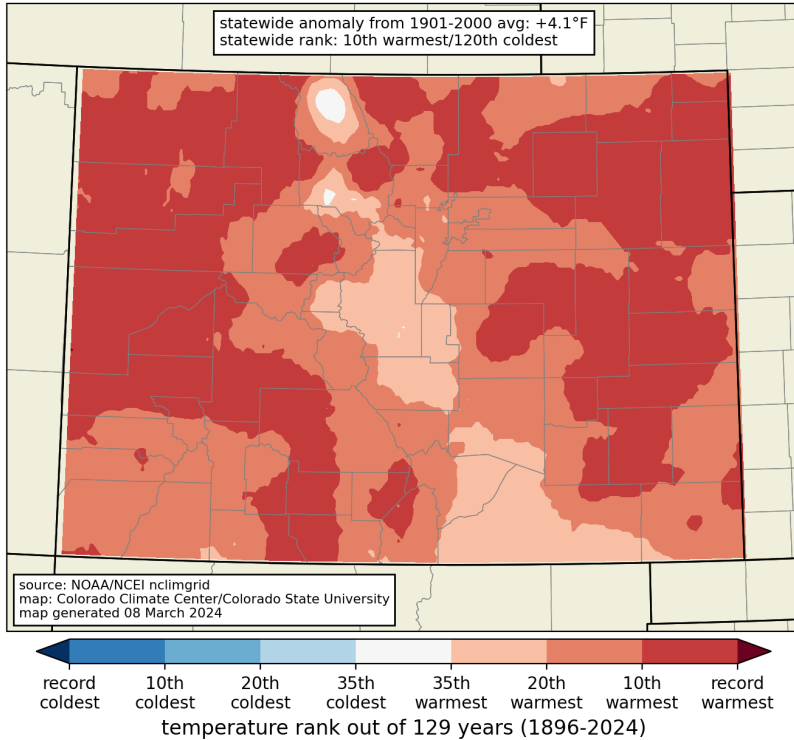 statewide anomaly from 1901-2000 avg: +4.1°F
statewide rank: 10th warmest/120th coldest
source: NOAA/NCEI nclimgrid
map: Colorado Climate Center/Colorado State University
map generated 08 March 2024
record coldest
10th coldest
20th coldest
35th coldest
35th warmest
20th warmest
10th warmest
record warmest
temperature rank out of 129 years (1896-2024)